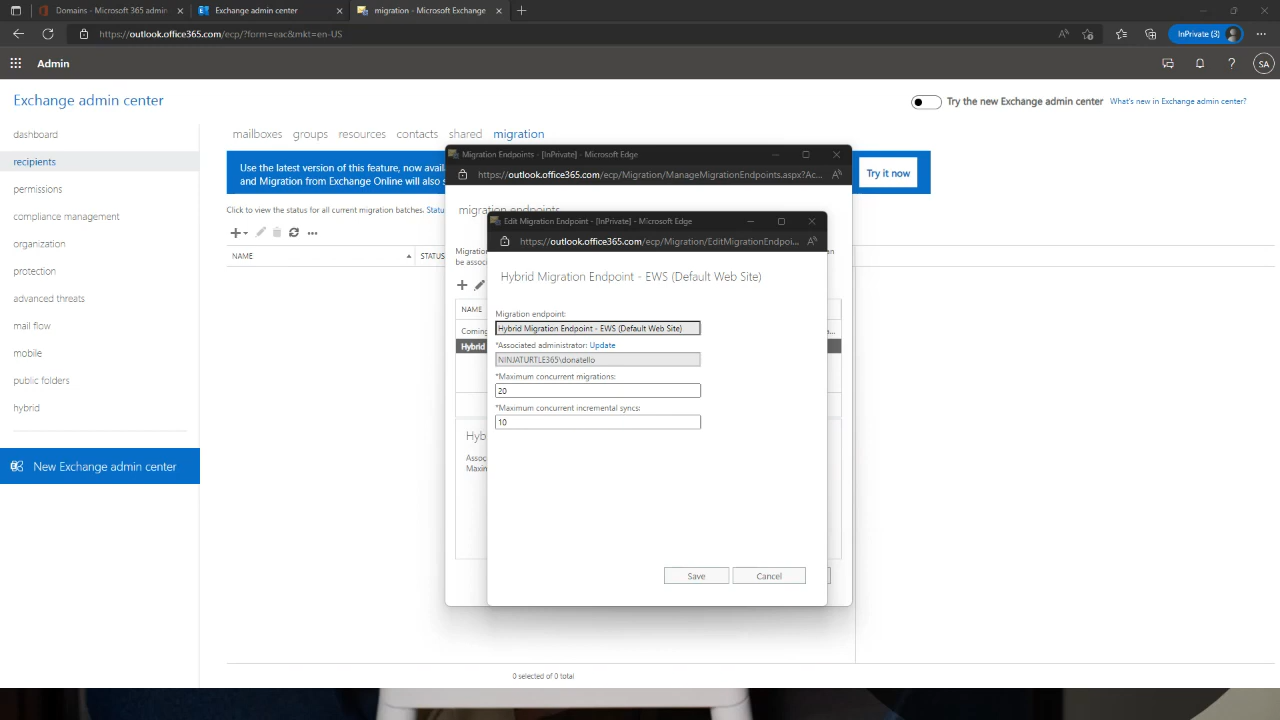 Domains - Microsoft 365 admin
Exchange admin center
migration - Microsoft Exchange
https://outlook.office365.com/ecp/?form=eac&mkt=en-US
InPrivate (3)
Admin
SA
Exchange admin center
Try the new Exchange admin center
What's new in Exchange admin center?
dashboard
recipients
permissions
compliance management
organization
protection
advanced threats
mail flow
mobile
public folders
hybrid
New Exchange admin center
mailboxes groups resources contacts shared migration
Use the latest version of this feature, now avail
and Migration from Exchange Online will also s
Try it now
Click to view the status for all current migration batches. Statu
NAME
STATUS
0 selected of 0 total
Migration Endpoints - [InPrivate] - Microsoft Edge
https://outlook.office365.com/ecp/Migration/ManageMigrationEndpoints.aspx?Ac...
migration endpoints
Migration
can
be assoc
NAME
Coming
a...
Hybrid
Hyb
Assoc
Maxin
Edit Migration Endpoint - [InPrivate] - Microsoft Edge
https://outlook.office365.com/ecp/Migration/EditMigrationEndpoi...
Hybrid Migration Endpoint - EWS (Default Web Site)
Migration endpoint:
Hybrid Migration Endpoint - EWS (Default Web Site)
*Associated administrator: Update
NINJATURTLE365\donatello
*Maximum concurrent migrations:
20
*Maximum concurrent incremental syncs:
10
Save
Cancel